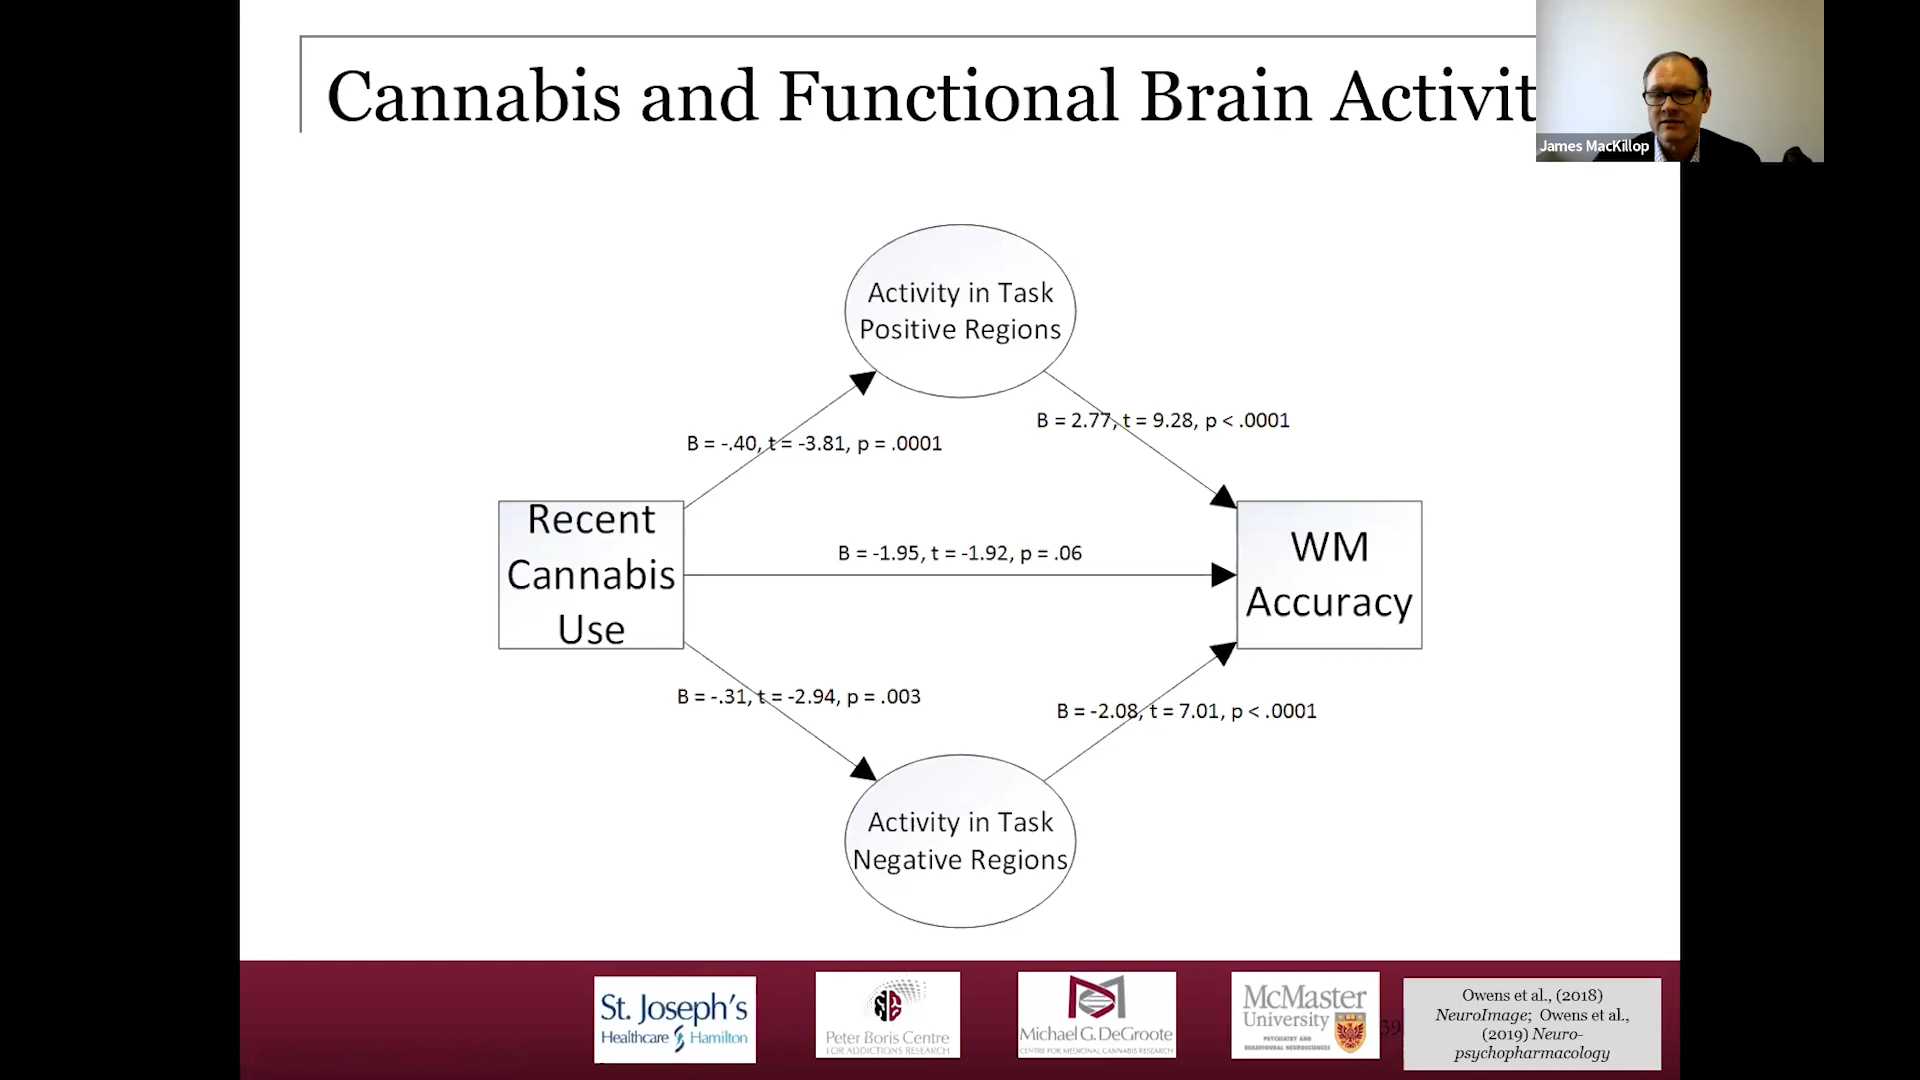 Cannabis and Functional Brain Activit
James MacKillop
Activity in Task
Positive Regions
B = -.40, t = -3.81, p = .0001
B = 2.77, t = 9.28, p < .0001
Recent
Cannabis
Use
B = -1.95, t = -1.92, p = .06
WM
Accuracy
B = -.31, t = -2.94, p = .003
B = -2.08, t = 7.01, p < .0001
Activity in Task
Negative Regions
St. Joseph's
Healthcare Hamilton
Peter Boris Centre
FOR ADDICTIONS RESEARCH
Michael G. DeGroote
CENTRE FOR MEDICINAL CANNABIS RESEARCH
McMaster
University
PSYCHIATRY AND
BEHAVIOURAL NEUROSCIENCES
39
Owens et al., (2018)
NeuroImage; Owens et al.,
(2019) Neuro-
psychopharmacology